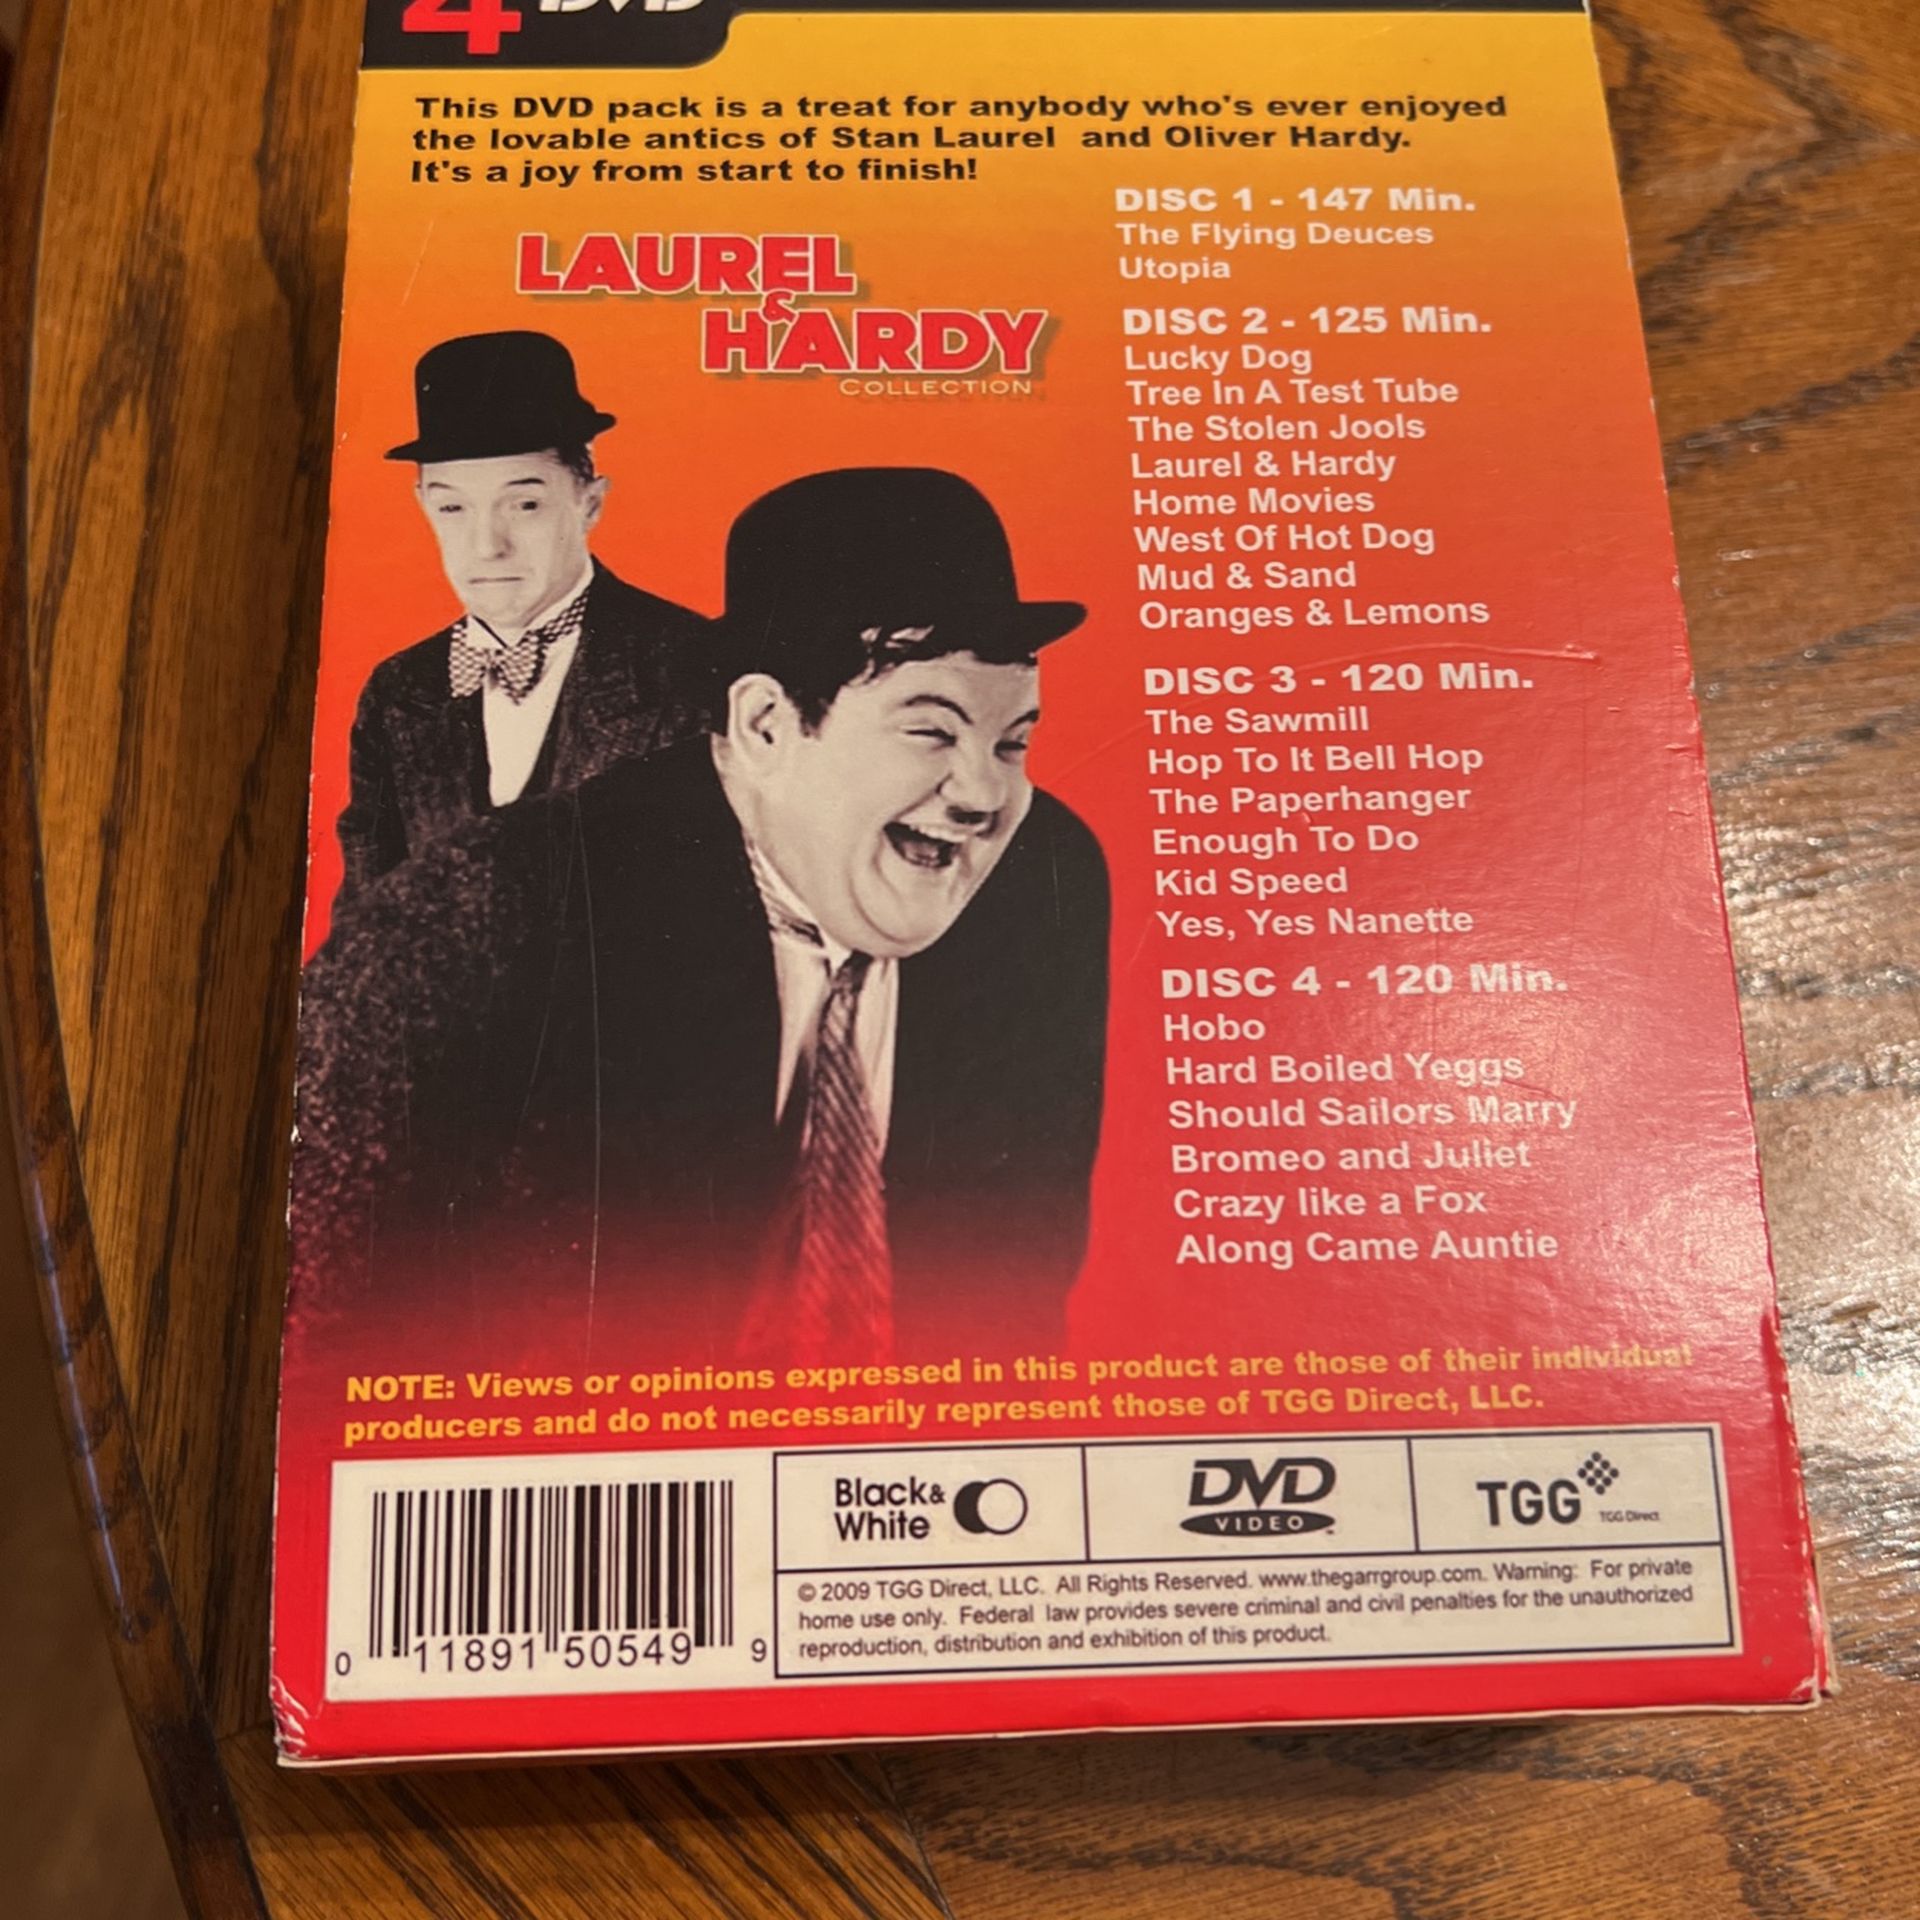 4 DVD
This DVD pack is a treat for anybody who's ever enjoyed
the lovable antics of Stan Laurel and Oliver Hardy.
It's a joy from start to finish!
LAUREL
&
HARDY
COLLECTION
DISC 1 - 147 Min.
The Flying Deuces
Utopia
DISC 2 - 125 Min.
Lucky Dog
Tree In A Test Tube
The Stolen Jools
Laurel & Hardy
Home Movies
West Of Hot Dog
Mud & Sand
Oranges & Lemons
DISC 3 - 120 Min.
The Sawmill
Hop To It Bell Hop
The Paperhanger
Enough To Do
Kid Speed
Yes, Yes Nanette
DISC 4 - 120 Min.
Hobo
Hard Boiled Yeggs
Should Sailors Marry
Bromeo and Juliet
Crazy like a Fox
Along Came Auntie
NOTE: Views or opinions expressed in this product are those of their individual
producers and do not necessarily represent those of TGG Direct, LLC.
0 11891 50549 9
Black&
White
DVD
VIDEO
TGG
TGG Direct
© 2009 TGG Direct, LLC. All Rights Reserved. www.thegarrgroup.com. Warning: For private
home use only. Federal law provides severe criminal and civil penalties for the unauthorized
reproduction, distribution and exhibition of this product.